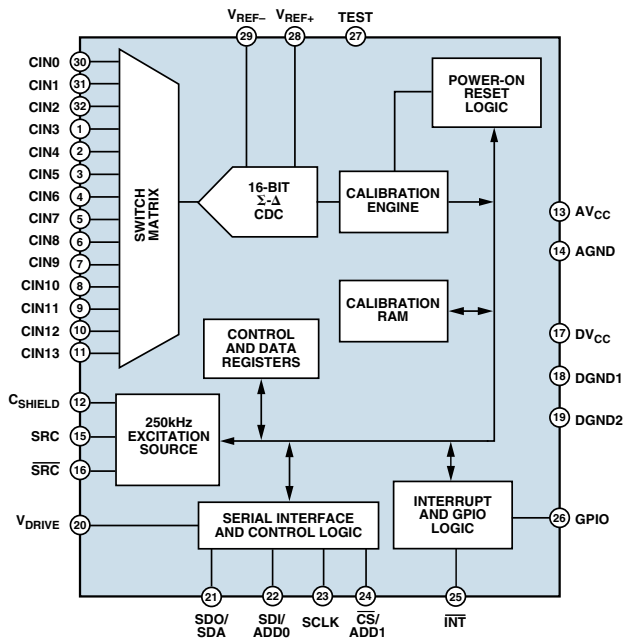 VREF– VREF+ TEST
29 28 27
CIN0 30
CIN1 31
CIN2 32
CIN3 1
CIN4 2
CIN5 3
CIN6 4
CIN7 5
CIN8 6
CIN9 7
CIN10 8
CIN11 9
CIN12 10
CIN13 11
SWITCH
MATRIX
16-BIT
Σ-Δ
CDC
CALIBRATION
ENGINE
POWER-ON
RESET
LOGIC
CALIBRATION
RAM
CONTROL
AND DATA
REGISTERS
13 AVCC
14 AGND
17 DVCC
18 DGND1
19 DGND2
CSHIELD 12
SRC 15
S̅R̅C̅ 16
250kHz
EXCITATION
SOURCE
VDRIVE 20
SERIAL INTERFACE
AND CONTROL LOGIC
INTERRUPT
AND GPIO
LOGIC
26 GPIO
21 22 23 24 25
SDO/
SDA
SDI/
ADD0
SCLK
C̅S̅/
ADD1
I̅N̅T̅